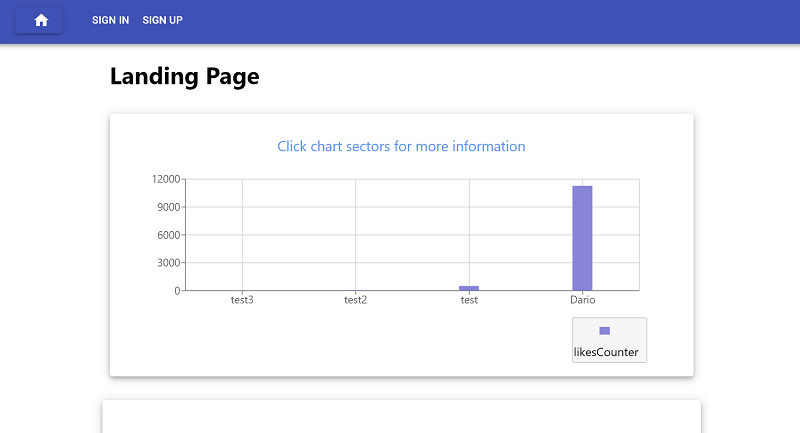 SIGN IN SIGN UP
Landing Page
Click chart sectors for more information
12000
9000
6000
3000
0
test3 test2 test Dario
likesCounter